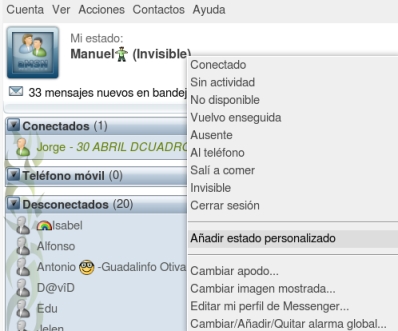 Cuenta Ver Acciones Contactos Ayuda
Mi estado:
Manuel (Invisible)
33 mensajes nuevos en bandej
Conectados (1)
Jorge - 30 ABRIL DCUADRO
Teléfono móvil (0)
Desconectados (20)
Isabel
Alfonso
Antonio -Guadalinfo Oliva
D@viD
Edu
Jelen
Conectado
Sin actividad
No disponible
Vuelvo enseguida
Ausente
Al teléfono
Salí a comer
Invisible
Cerrar sesión
Añadir estado personalizado
Cambiar apodo...
Cambiar imagen mostrada...
Editar mi perfil de Messenger...
Cambiar/Añadir/Quitar alarma global...